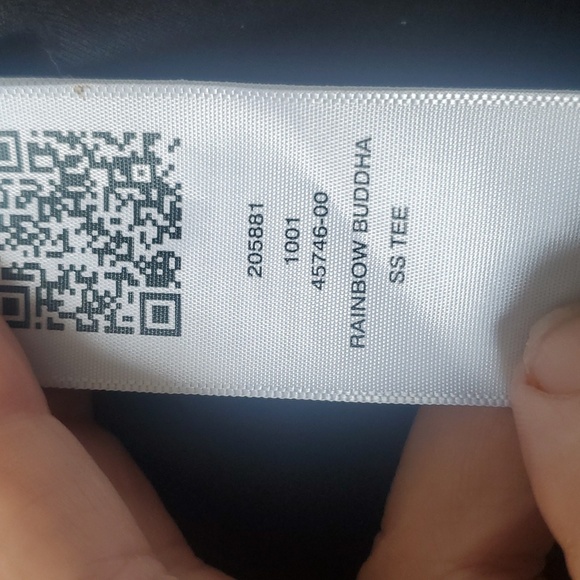 205881
1001
45746-00
RAINBOW BUDDHA
SS TEE